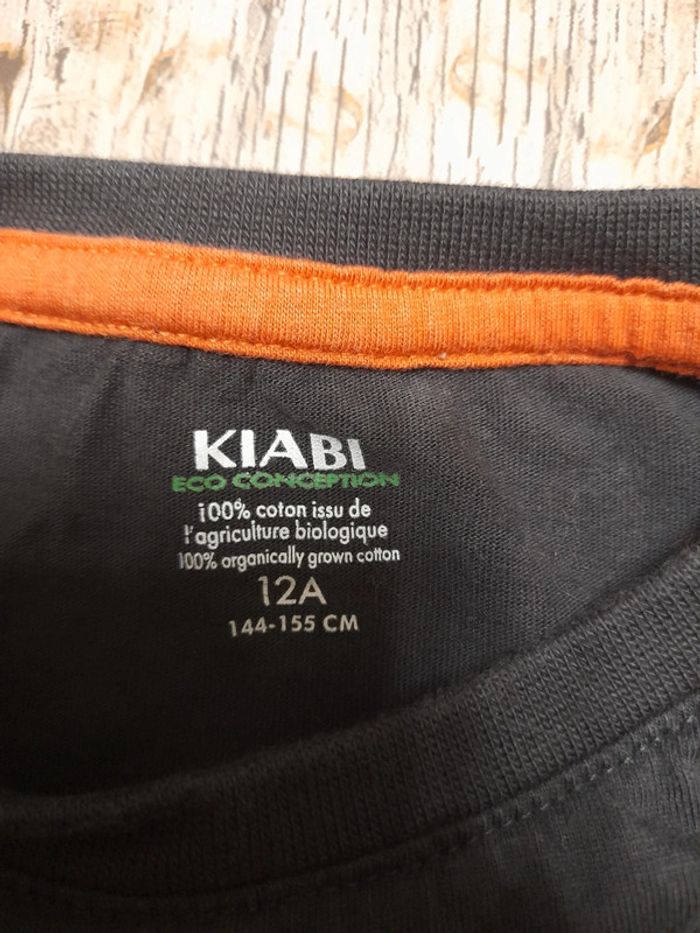 KIABI
ECO CONCEPTION
100% coton issu de
l'agriculture biologique
100% organically grown cotton
12A
144-155 CM